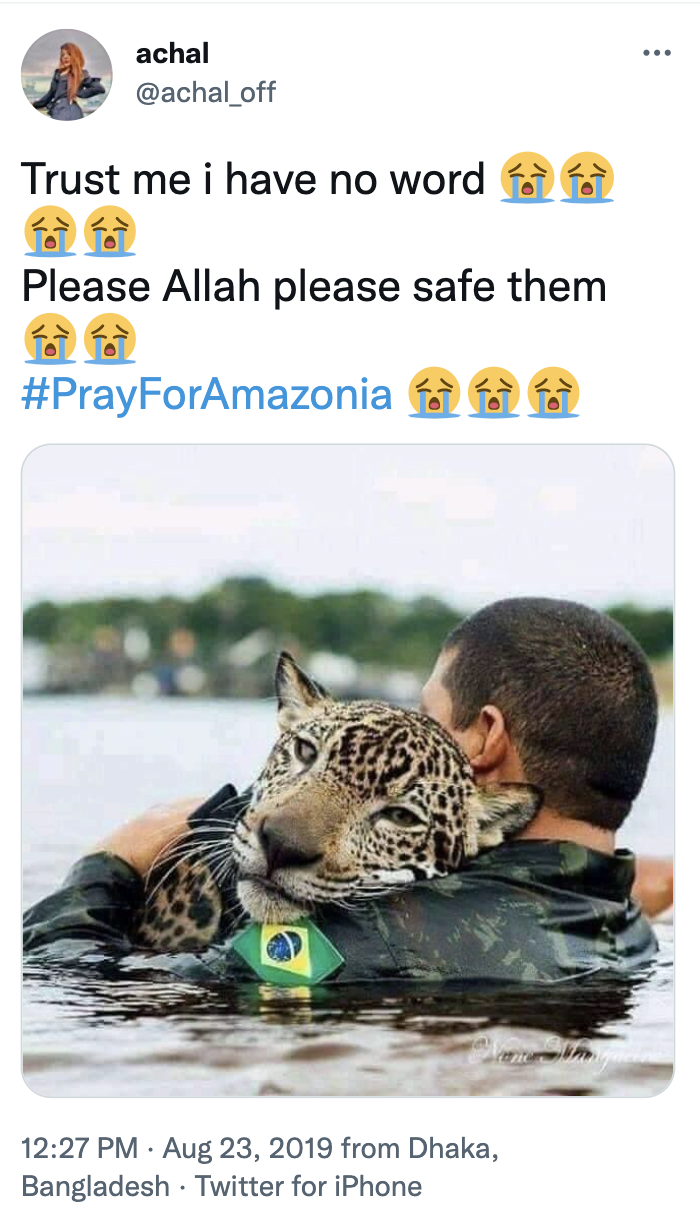 achal
@achal_off
Trust me i have no word 😭😭
😭😭
Please Allah please safe them
😭😭
#PrayForAmazonia 😭😭😭
12:27 PM · Aug 23, 2019 from Dhaka,
Bangladesh · Twitter for iPhone